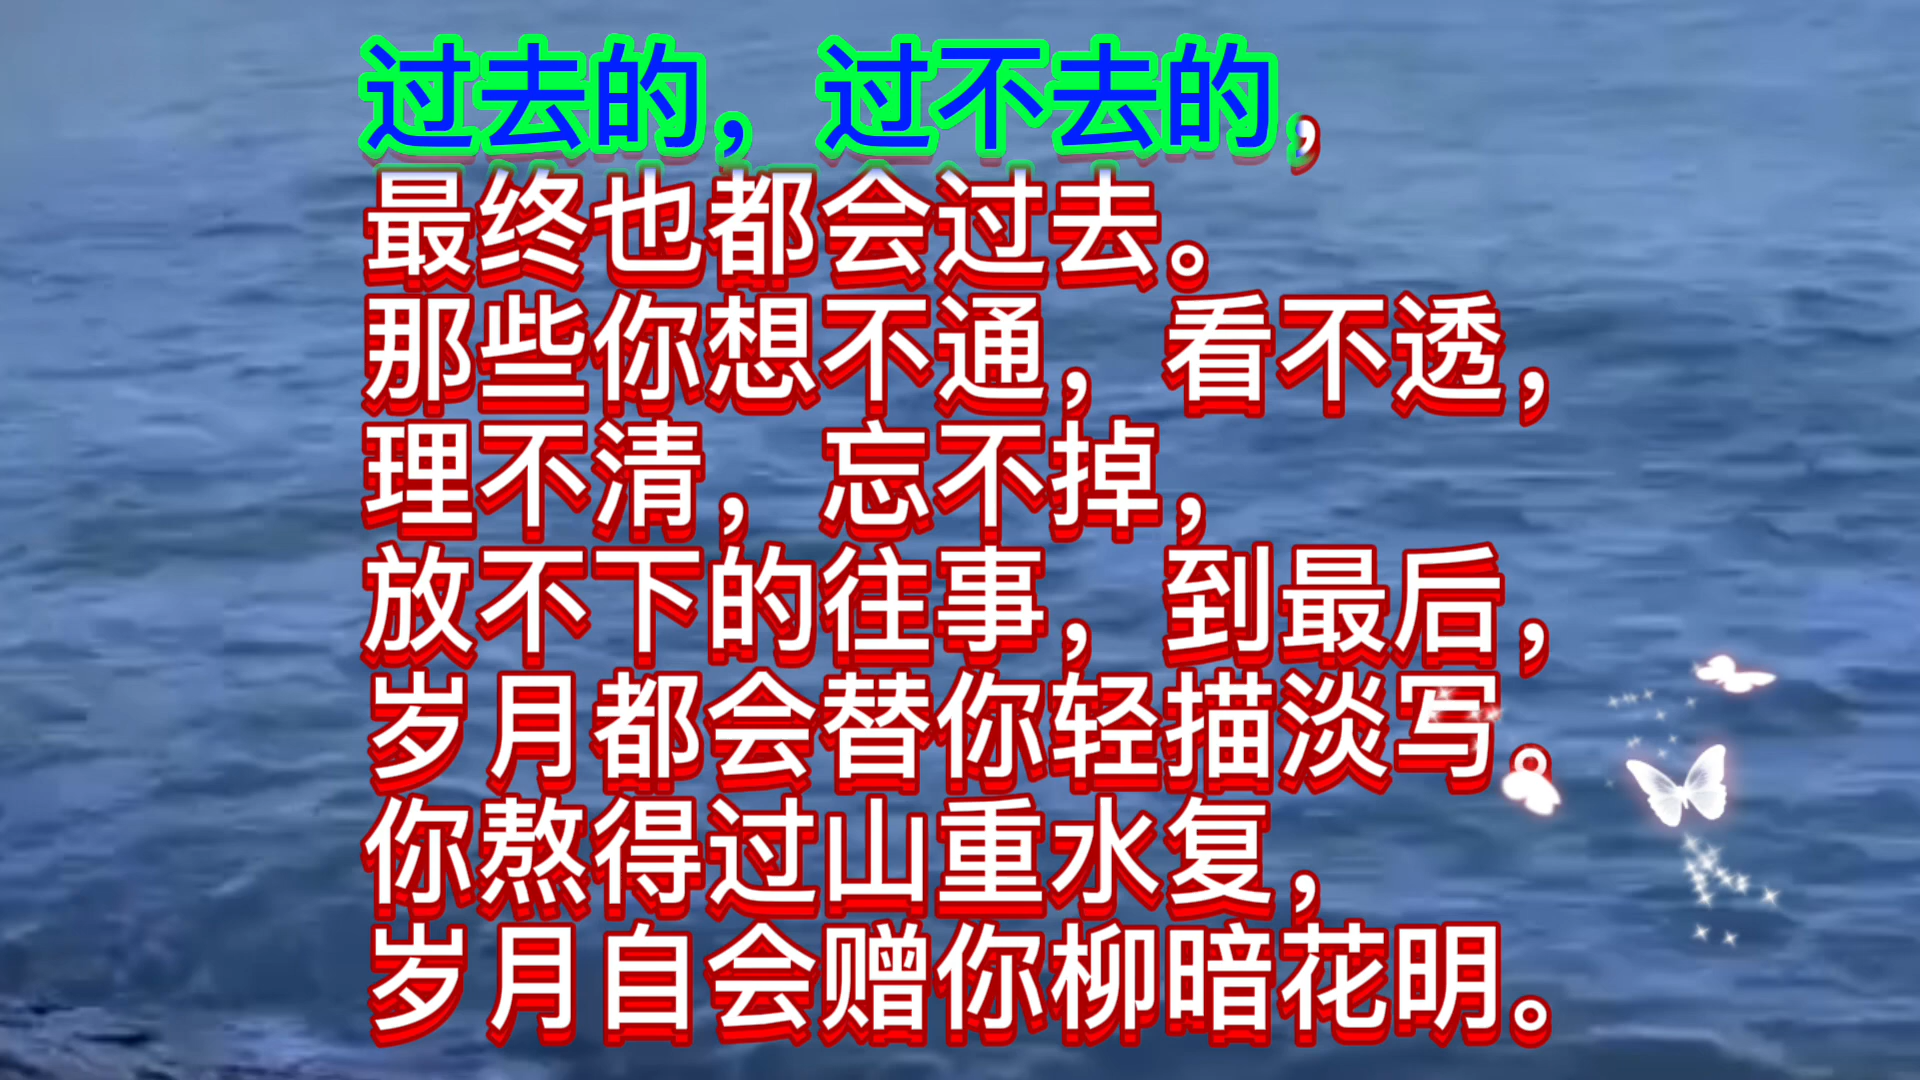 过去的，过不去的，
最终也都会过去。
那些你想不通，看不透，
理不清，忘不掉，
放不下的往事，到最后，
岁月都会替你轻描淡写。
你熬得过山重水复，
岁月自会赠你柳暗花明。